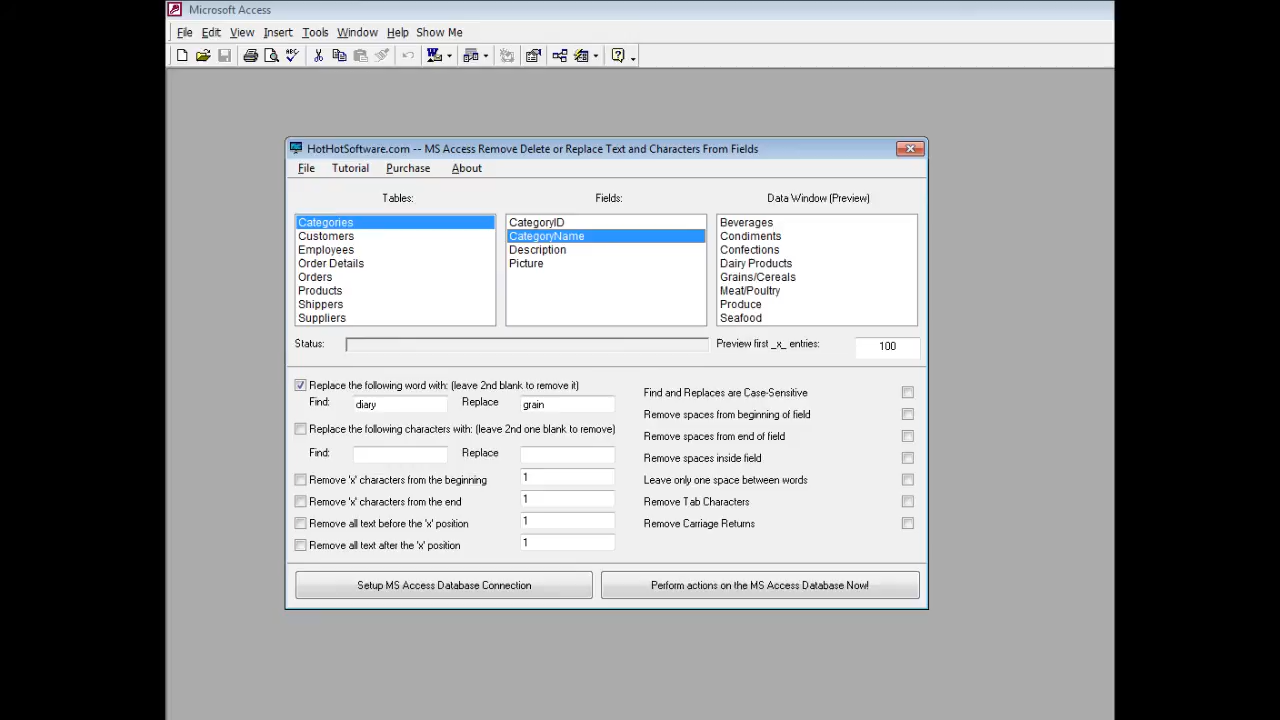 Microsoft Access
File Edit View Insert Tools Window Help Show Me
HotHotSoftware.com -- MS Access Remove Delete or Replace Text and Characters From Fields
File Tutorial Purchase About
Tables: Fields: Data Window (Preview)
Categories CategoryID Beverages
Customers CategoryName Condiments
Employees Description Confections
Order Details Picture Dairy Products
Orders Grains/Cereals
Products Meat/Poultry
Shippers Produce
Suppliers Seafood
Status: Preview first _x_ entries: 100
Replace the following word with: (leave 2nd blank to remove it) Find and Replaces are Case-Sensitive
Find: diary Replace grain Remove spaces from beginning of field
Replace the following characters with: (leave 2nd one blank to remove) Remove spaces from end of field
Find: Replace Remove spaces inside field
Remove 'x' characters from the beginning 1 Leave only one space between words
Remove 'x' characters from the end 1 Remove Tab Characters
Remove all text before the 'x' position 1 Remove Carriage Returns
Remove all text after the 'x' position 1
Setup MS Access Database Connection Perform actions on the MS Access Database Now!